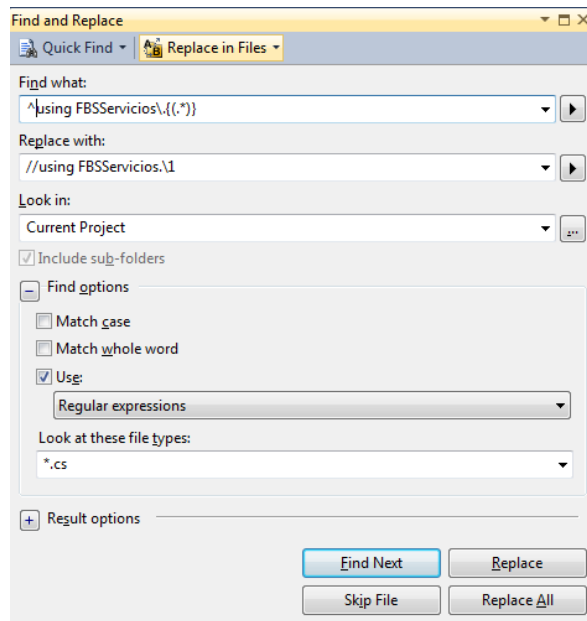 Find and Replace
Quick Find
Replace in Files
Find what:
^using FBSServicios\.{(.*)}
Replace with:
//using FBSServicios.\1
Look in:
Current Project
...
Include sub-folders
Find options
Match case
Match whole word
Use:
Regular expressions
Look at these file types:
*.cs
Result options
Find Next
Replace
Skip File
Replace All